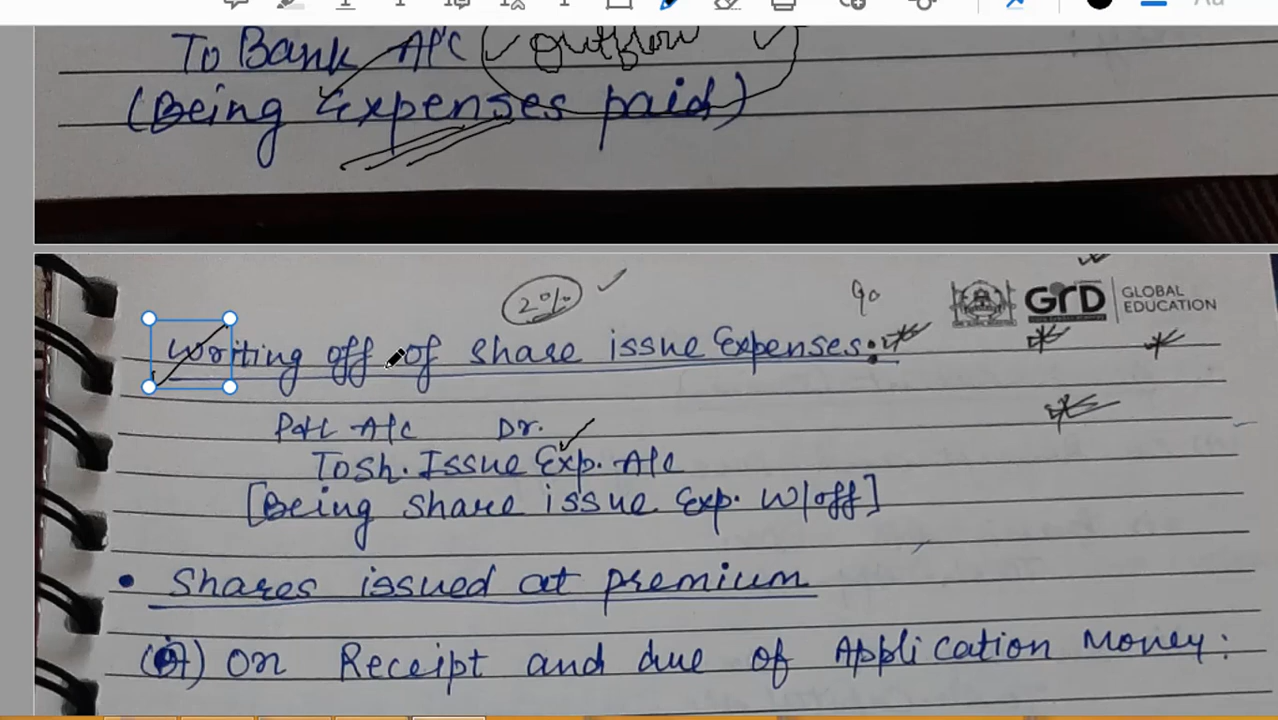 To Bank A/c (✓ outflow ✓)
(Being Expenses paid)
2% ✓
90
GRD GLOBAL EDUCATION
Writing off of share issue Expenses:
P&L A/c Dr.
To sh. Issue Exp. A/c
[Being share issue Exp. W/off]
• Shares issued at premium
On Receipt and due of Application Money: